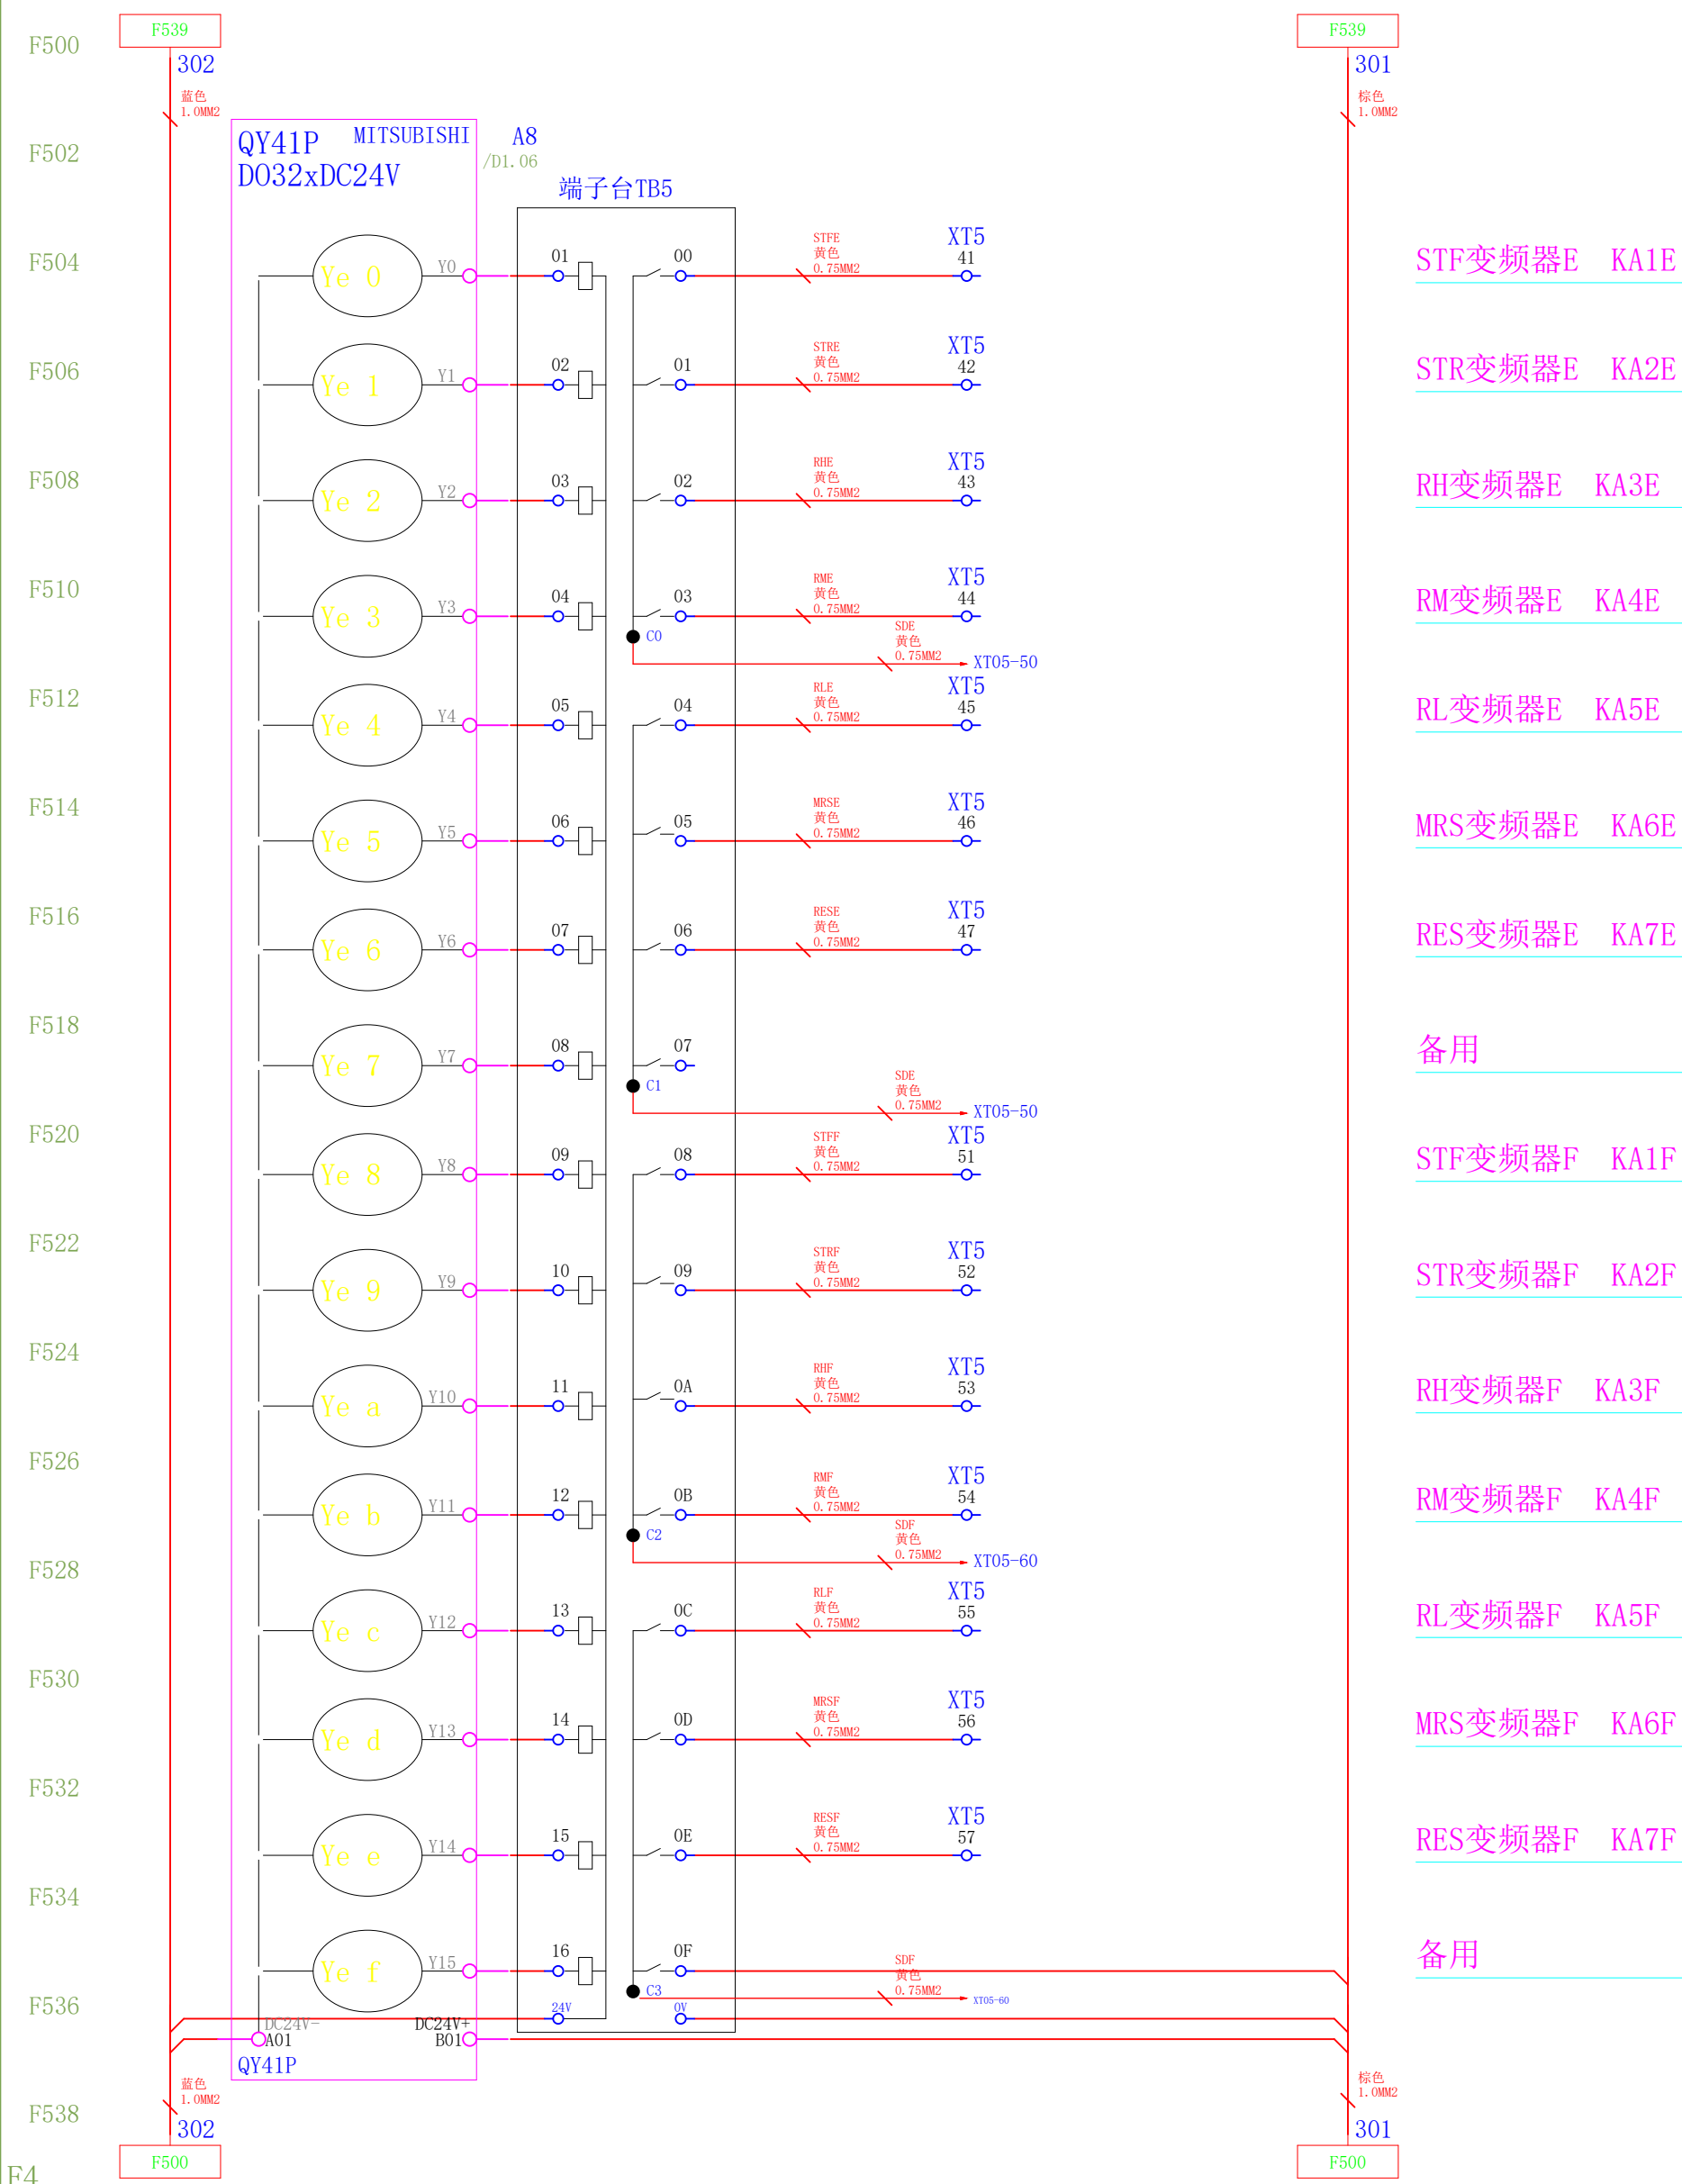 F539
F539
F500
302
301
蓝色
1.0MM2
棕色
1.0MM2
QY41P
MITSUBISHI
A8
F502
/D1.06
DO32xDC24V
端子台TB5
F504
Ye 0
Y0
01
00
STFE
黄色
0.75MM2
XT5
41
STF变频器E KA1E
F506
Ye 1
Y1
02
01
STRE
黄色
0.75MM2
XT5
42
STR变频器E KA2E
F508
Ye 2
Y2
03
02
RHE
黄色
0.75MM2
XT5
43
RH变频器E KA3E
F510
Ye 3
Y3
04
03
RME
黄色
0.75MM2
XT5
44
RM变频器E KA4E
C0
SDE
黄色
0.75MM2
XT05-50
F512
Ye 4
Y4
05
04
RLE
黄色
0.75MM2
XT5
45
RL变频器E KA5E
F514
Ye 5
Y5
06
05
MRSE
黄色
0.75MM2
XT5
46
MRS变频器E KA6E
F516
Ye 6
Y6
07
06
RESE
黄色
0.75MM2
XT5
47
RES变频器E KA7E
F518
Ye 7
Y7
08
07
备用
C1
SDE
黄色
0.75MM2
XT05-50
F520
Ye 8
Y8
09
08
STFF
黄色
0.75MM2
XT5
51
STF变频器F KA1F
F522
Ye 9
Y9
10
09
STRF
黄色
0.75MM2
XT5
52
STR变频器F KA2F
F524
Ye a
Y10
11
0A
RHF
黄色
0.75MM2
XT5
53
RH变频器F KA3F
F526
Ye b
Y11
12
0B
RMF
黄色
0.75MM2
XT5
54
RM变频器F KA4F
C2
SDF
黄色
0.75MM2
XT05-60
F528
Ye c
Y12
13
0C
RLF
黄色
0.75MM2
XT5
55
RL变频器F KA5F
F530
Ye d
Y13
14
0D
MRSF
黄色
0.75MM2
XT5
56
MRS变频器F KA6F
F532
Ye e
Y14
15
0E
RESF
黄色
0.75MM2
XT5
57
RES变频器F KA7F
F534
Ye f
Y15
16
0F
备用
C3
SDF
黄色
0.75MM2
XT05-60
F536
24V
0V
DC24V-
A01
DC24V+
B01
QY41P
蓝色
1.0MM2
棕色
1.0MM2
F538
302
301
F500
F500
F4